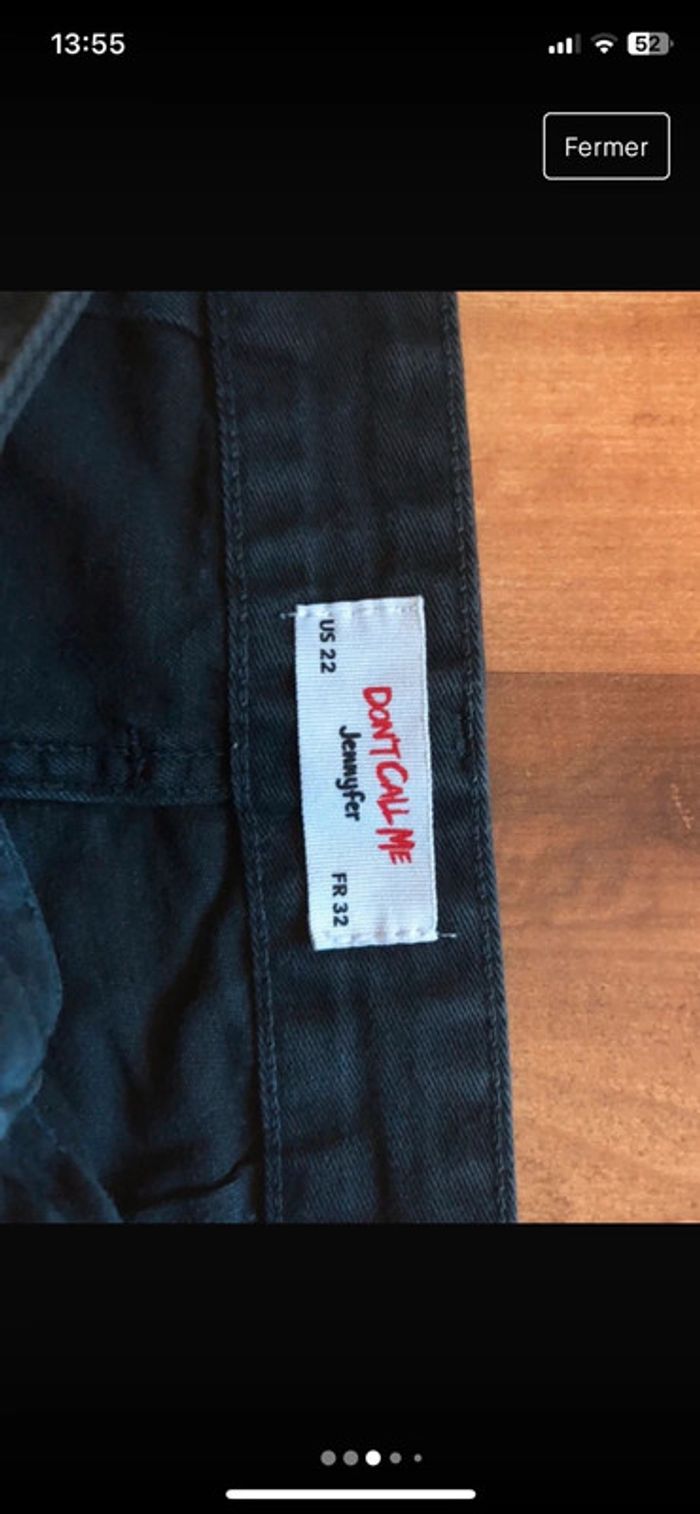 13:55
52
Fermer
DON'T CALL ME
Jennyfer
US 22
FR 32